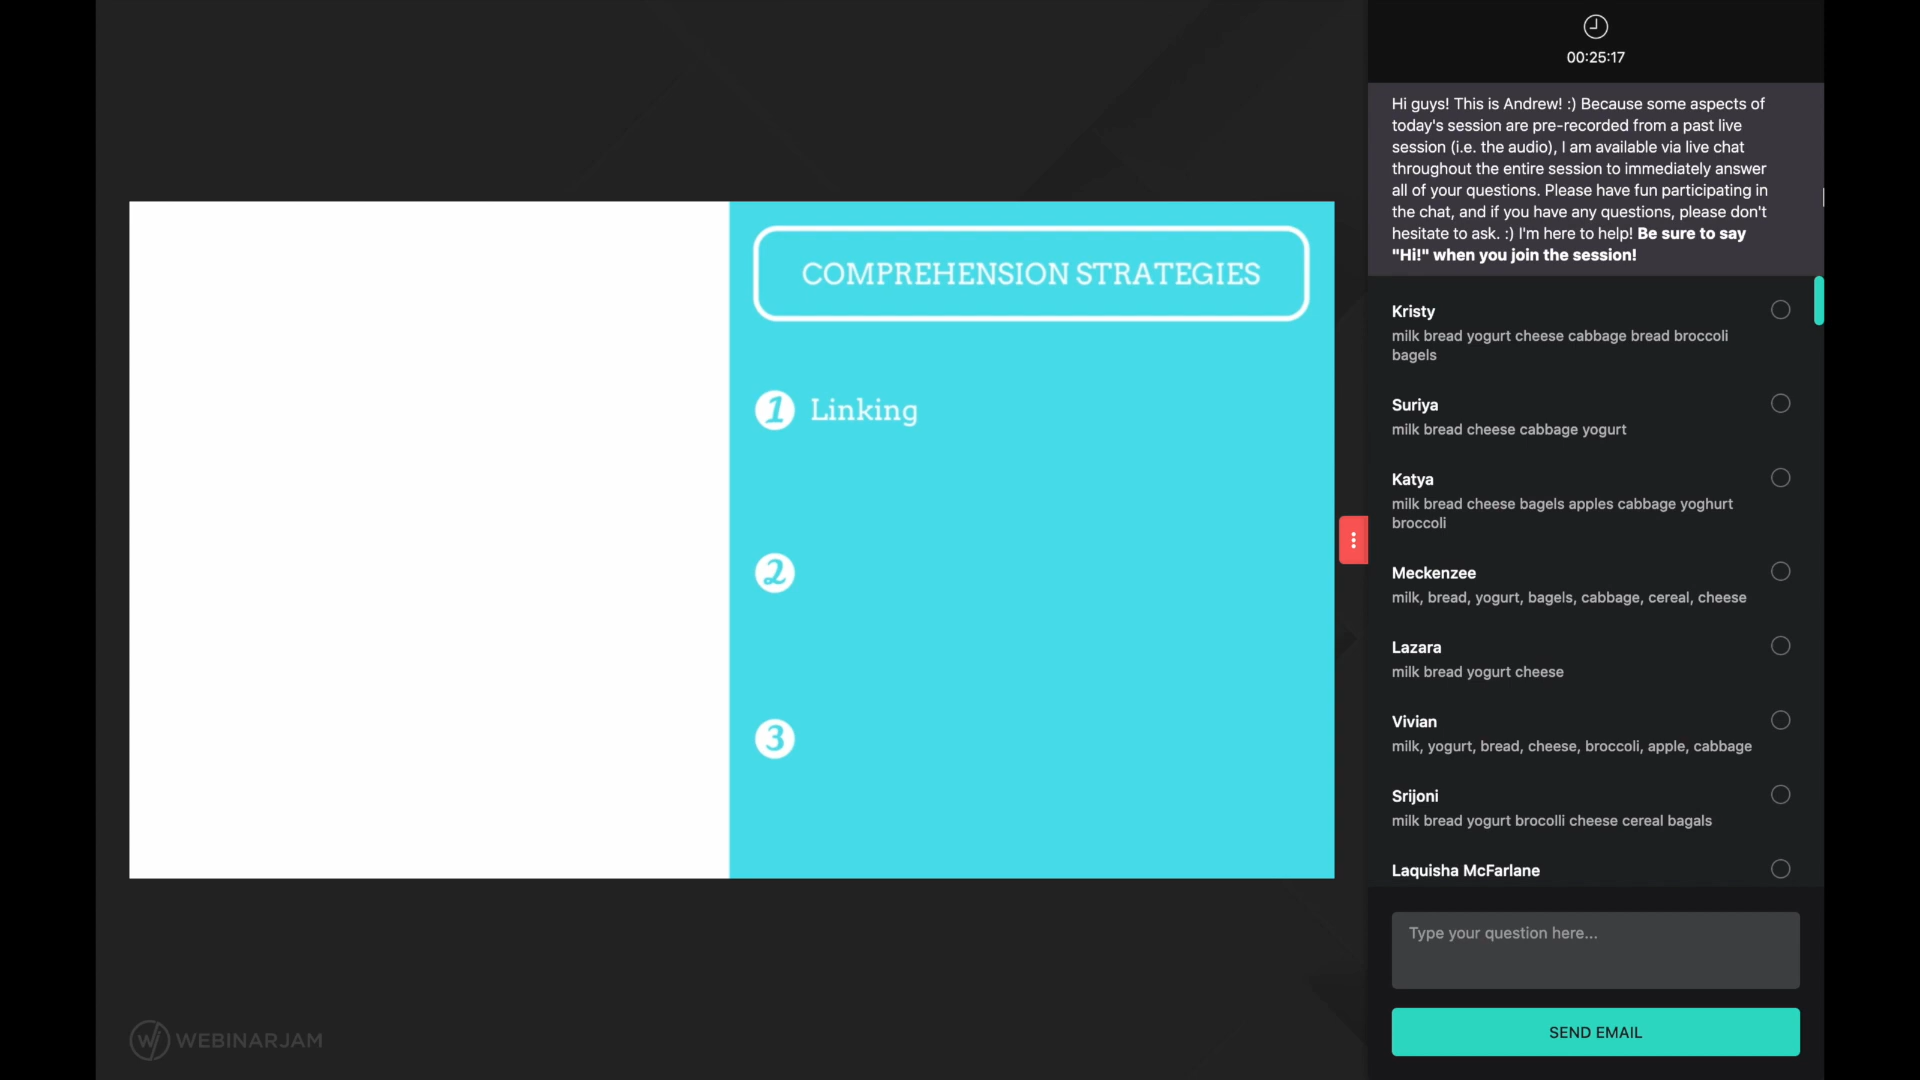 COMPREHENSION STRATEGIES
1 Linking
2
3
WEBINARJAM
00:25:17
Hi guys! This is Andrew! :) Because some aspects of
today's session are pre-recorded from a past live
session (i.e. the audio), I am available via live chat
throughout the entire session to immediately answer
all of your questions. Please have fun participating in
the chat, and if you have any questions, please don't
hesitate to ask. :) I'm here to help! Be sure to say
"Hi!" when you join the session!
Kristy
milk bread yogurt cheese cabbage bread broccoli
bagels
Suriya
milk bread cheese cabbage yogurt
Katya
milk bread cheese bagels apples cabbage yoghurt
broccoli
Meckenzee
milk, bread, yogurt, bagels, cabbage, cereal, cheese
Lazara
milk bread yogurt cheese
Vivian
milk, yogurt, bread, cheese, broccoli, apple, cabbage
Srijoni
milk bread yogurt brocolli cheese cereal bagals
Laquisha McFarlane
Type your question here...
SEND EMAIL